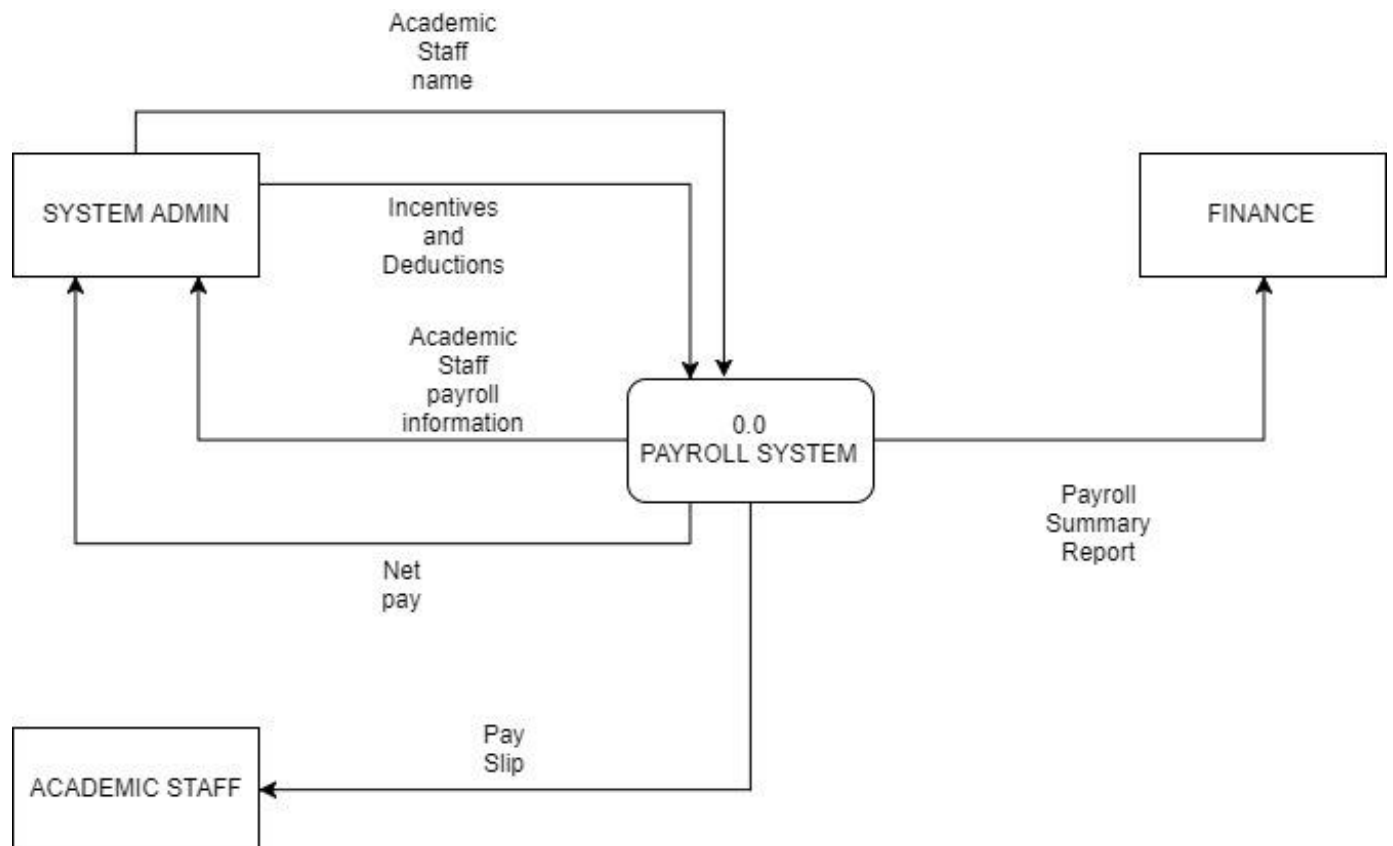 Academic
Staff
name
SYSTEM ADMIN
Incentives
and
Deductions
FINANCE
Academic
Staff
payroll
information
0.0
PAYROLL SYSTEM
Payroll
Summary
Report
Net
pay
Pay
Slip
ACADEMIC STAFF